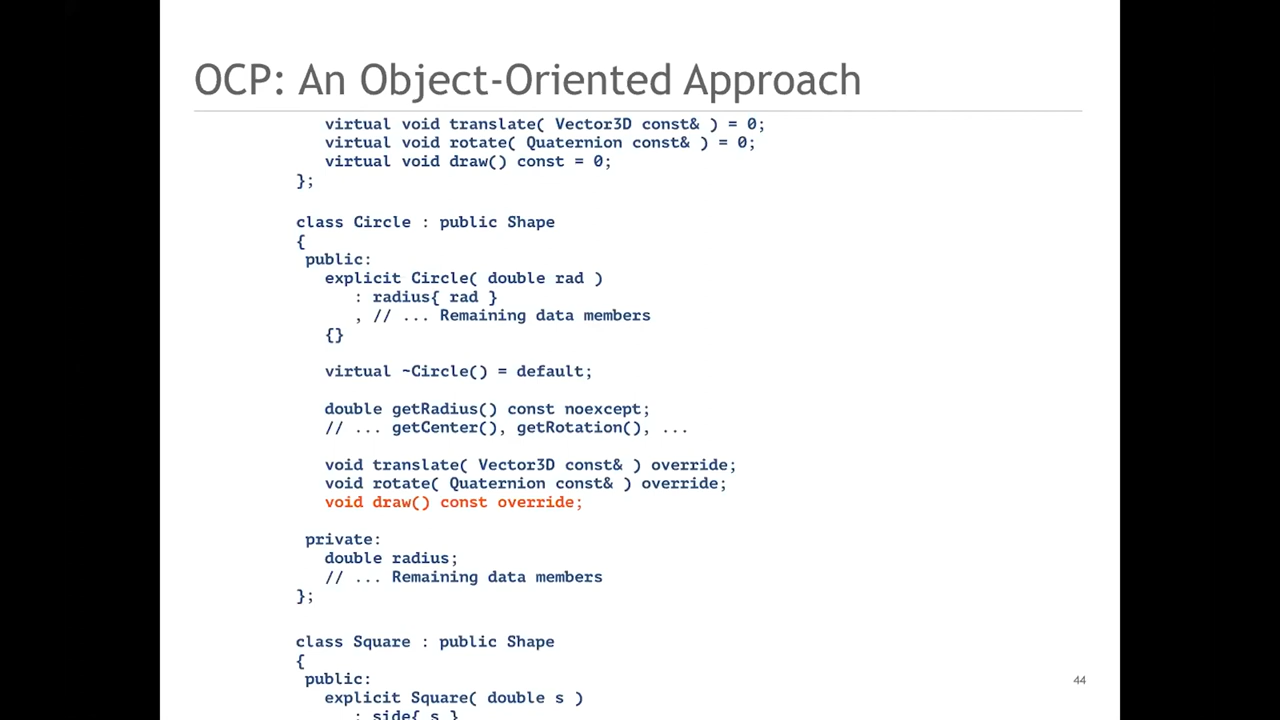 OCP: An Object-Oriented Approach
virtual void translate( Vector3D const& ) = 0;
virtual void rotate( Quaternion const& ) = 0;
virtual void draw() const = 0;
};
class Circle : public Shape
{
public:
explicit Circle( double rad )
: radius{ rad }
, // ... Remaining data members
{}
virtual ~Circle() = default;
double getRadius() const noexcept;
// ... getCenter(), getRotation(), ...
void translate( Vector3D const& ) override;
void rotate( Quaternion const& ) override;
void draw() const override;
private:
double radius;
// ... Remaining data members
};
class Square : public Shape
{
public:
explicit Square( double s )
: side{ s }
44